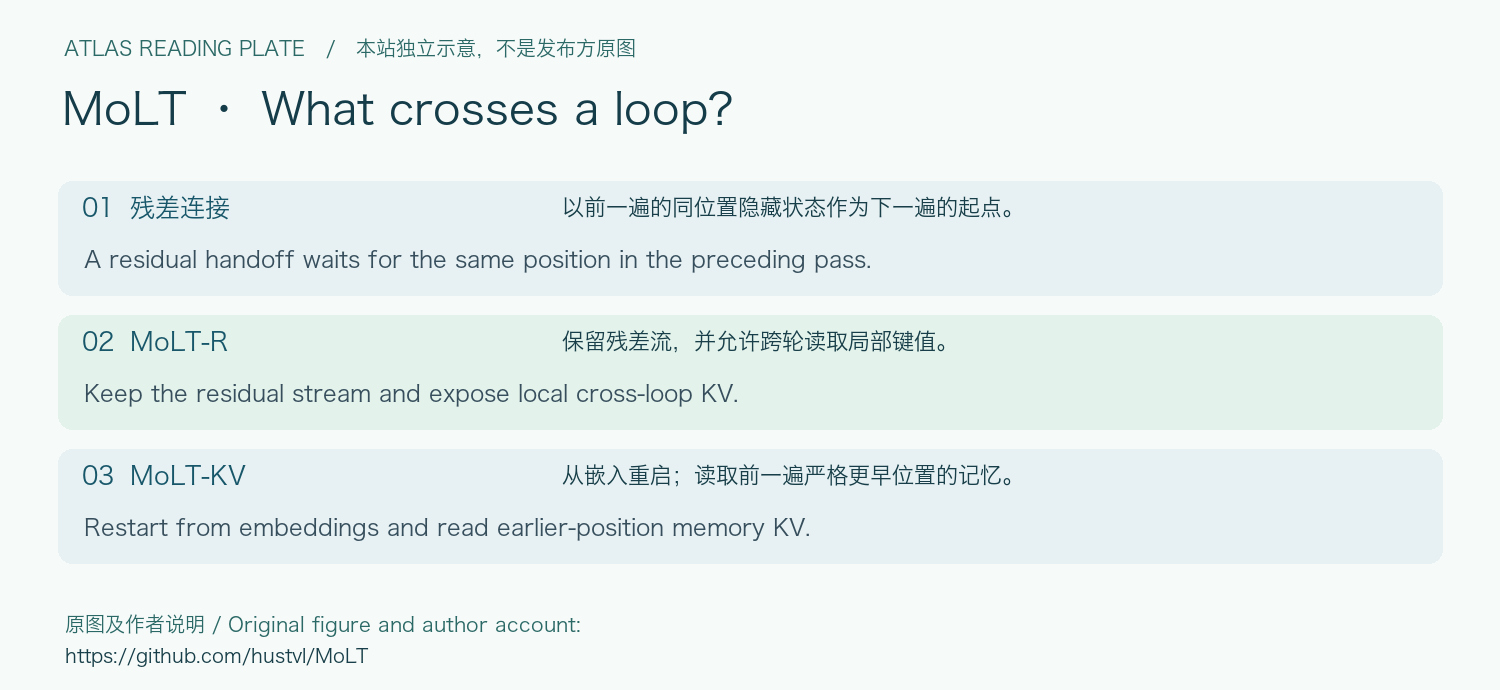 ATLAS READING PLATE / 本站独立示意，不是发布方原图
MoLT · What crosses a loop?
01 残差连接 以前一遍的同位置隐藏状态作为下一遍的起点。
A residual handoff waits for the same position in the preceding pass.
02 MoLT-R 保留残差流，并允许跨轮读取局部键值。
Keep the residual stream and expose local cross-loop KV.
03 MoLT-KV 从嵌入重启；读取前一遍严格更早位置的记忆。
Restart from embeddings and read earlier-position memory KV.
原图及作者说明 / Original figure and author account:
https://github.com/hustvl/MoLT